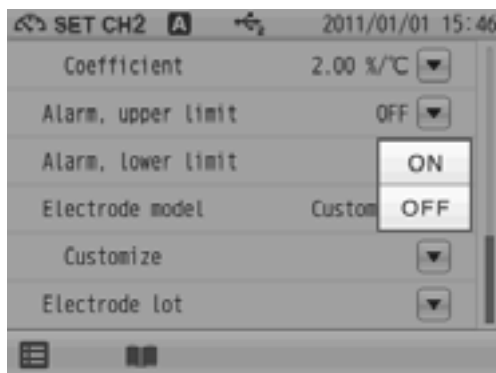 SET CH2 A 2 2011/01/01 15:46
Coefficient 2.00 %/℃
Alarm, upper limit OFF
Alarm, lower limit ON
Electrode model Custom OFF
Customize
Electrode lot